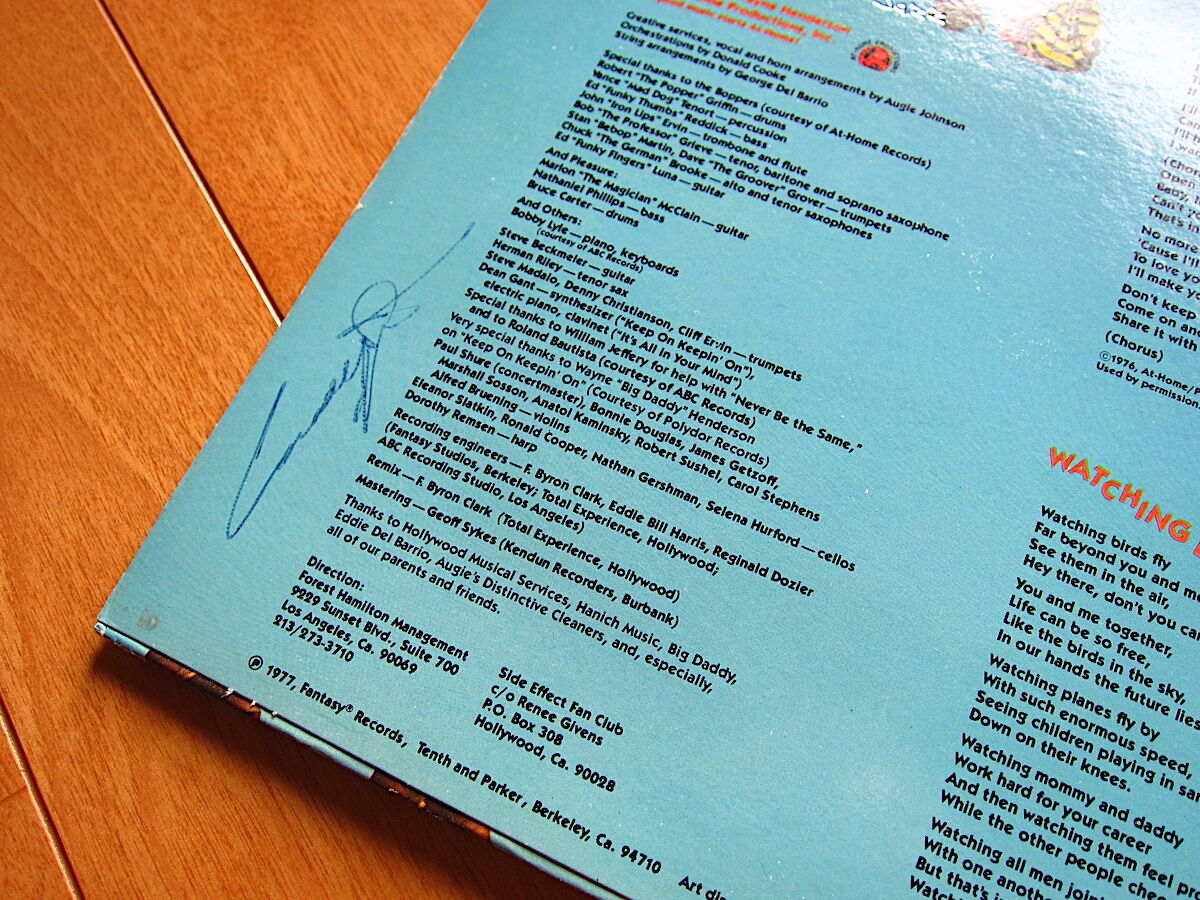 Wayne Henderson
Productions, Inc.
good music starts At-Home!
Creative services, vocal and horn arrangements by Augie Johnson
Orchestrations by Donald Cooke
String arrangements by George Del Barrio
Special thanks to the Boppers (courtesy of At-Home Records)
Robert "The Popper" Griffin—drums
Vance "Mad Dog" Tenort—percussion
Ed "Funky Thumbs" Reddick—bass
John "Iron Lips" Ervin—trombone and flute
Bob "The Professor" Grieve—tenor, baritone and soprano saxophone
Stan "Bebop" Martin, Dave "The Groover" Grover—trumpets
Chuck "The German" Brooke—alto and tenor saxophones
Ed "Funky Fingers" Luna—guitar
And Pleasure:
Marlon "The Magician" McClain—guitar
Nathaniel Phillips—bass
Bruce Carter—drums
And Others:
Bobby Lyle—piano, keyboards
(courtesy of ABC Records)
Steve Beckmeier—guitar
Herman Riley—tenor sax
Steve Madalo, Denny Christianson, Cliff Ervin—trumpets
Dean Gant—synthesizer ("Keep On Keepin' On"),
electric piano, clavinet ("It's All In Your Mind")
Special thanks to William Jeffery for help with "Never Be the Same,"
and to Roland Bautista (courtesy of ABC Records)
Very special thanks to Wayne "Big Daddy" Henderson
on "Keep On Keepin' On" (Courtesy of Polydor Records)
Paul Shure (concertmaster), Bonnie Douglas, James Getzoff,
Marshall Sosson, Anatol Kaminsky, Robert Sushel, Carol Stephens
Alfred Bruening—violins
Eleanor Slatkin, Ronald Cooper, Nathan Gershman, Selena Hurford—cellos
Dorothy Remsen—harp
Recording engineers—F. Byron Clark, Eddie Bill Harris, Reginald Dozier
(Fantasy Studios, Berkeley; Total Experience, Hollywood;
ABC Recording Studio, Los Angeles)
Remix—F. Byron Clark (Total Experience, Hollywood)
Mastering—Geoff Sykes (Kendun Recorders, Burbank)
Thanks to Hollywood Musical Services, Hanich Music, Big Daddy,
Eddie Del Barrio, Augie's Distinctive Cleaners, and, especially,
all of our parents and friends.
Direction:
Forest Hamilton Management
9229 Sunset Blvd., Suite 700
Los Angeles, Ca. 90069
213/273-3710
Side Effect Fan Club
c/o Renee Givens
P.O. Box 308
Hollywood, Ca. 90028
℗ 1977, Fantasy® Records, Tenth and Parker, Berkeley, Ca. 94710
Art
(Chorus)
No more
'Cause I'll
To love
I'll make
Don't keep
Come on
Share it with
(Chorus)
©1976, At-Home
Used by permission.
WATCHING
Watching birds fly
Far beyond you and me
See them in the air,
Hey there, don't you
You and me together,
Life can be so free,
Like the birds in the sky,
In our hands the future lies
Watching planes fly by
With such enormous speed,
Seeing children playing in
Down on their knees.
Watching mommy and daddy
Work hard for your career
And then watching them feel
While the other people
Watching all men
With one
But that's